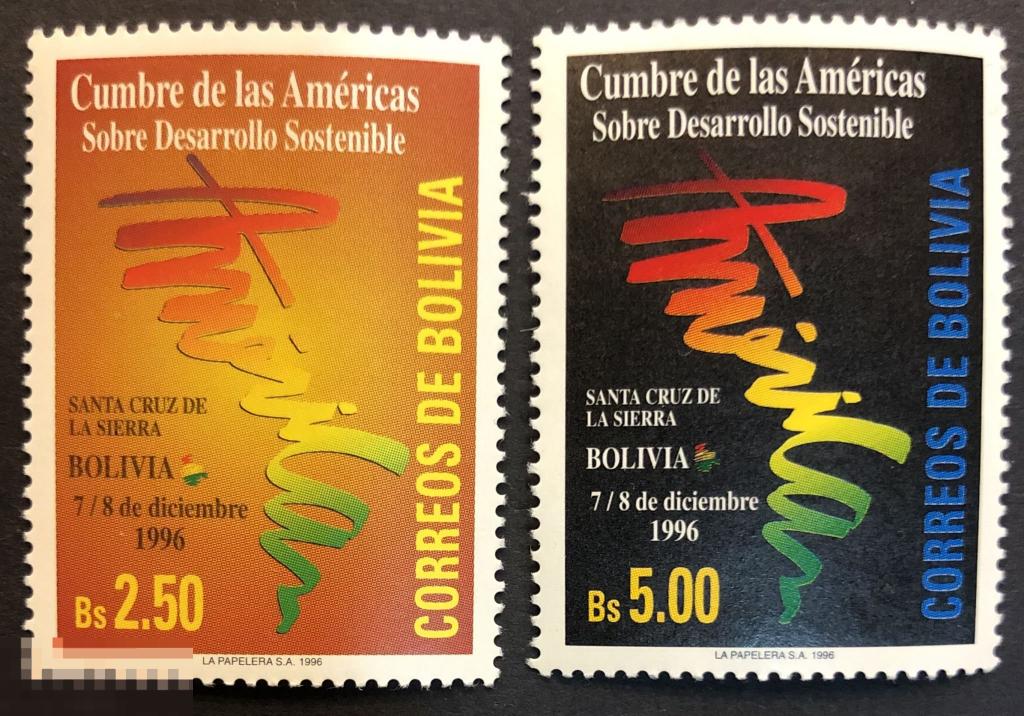 Cumbre de las Américas
Sobre Desarrollo Sostenible
SANTA CRUZ DE
LA SIERRA
BOLIVIA
7 / 8 de diciembre
1996
Bs 2.50
CORREOS DE BOLIVIA
LA PAPELERA S.A. 1996
Cumbre de las Américas
Sobre Desarrollo Sostenible
SANTA CRUZ DE
LA SIERRA
BOLIVIA
7 / 8 de diciembre
1996
Bs 5.00
CORREOS DE BOLIVIA
LA PAPELERA S.A. 1996